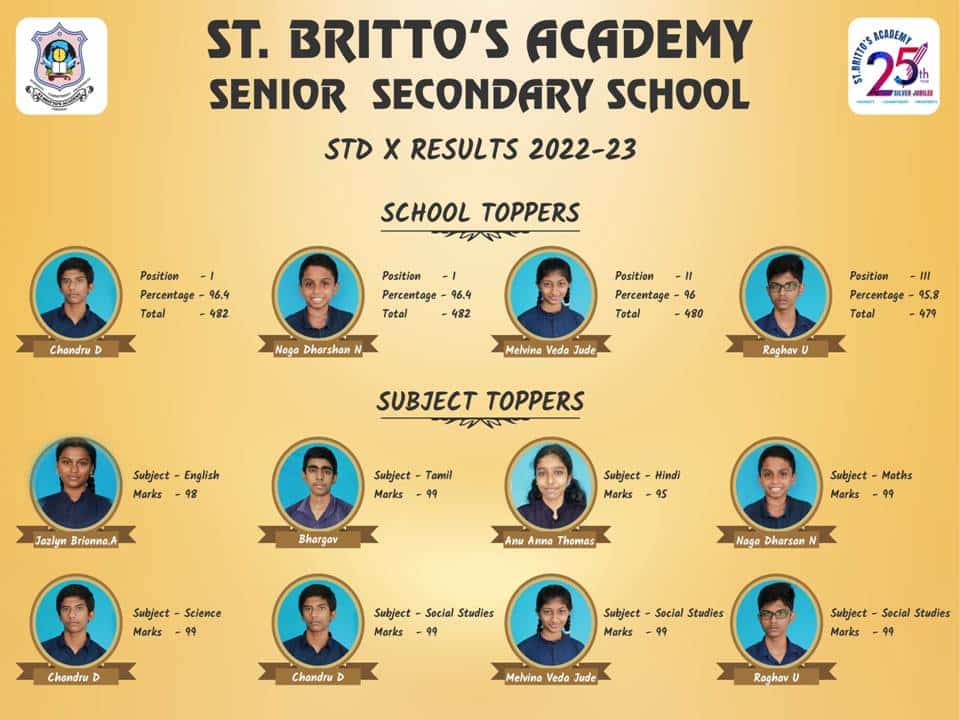 ST. BRITTO'S ACADEMY
SENIOR SECONDARY SCHOOL
ST.BRITTO'S ACADEMY
25th
SILVER JUBILEE
STD X RESULTS 2022-23
SCHOOL TOPPERS
Position - I
Percentage - 96.4
Total - 482
Chandru D
Position - I
Percentage - 96.4
Total - 482
Naga Dharshan N
Position - II
Percentage - 96
Total - 480
Melvina Veda Jude
Position - III
Percentage - 95.8
Total - 479
Raghav U
SUBJECT TOPPERS
Subject - English
Marks - 98
Jazlyn Brionna.A
Subject - Tamil
Marks - 99
Bhargav
Subject - Hindi
Marks - 95
Anu Anna Thomas
Subject - Maths
Marks - 99
Naga Dharsan N
Subject - Science
Marks - 99
Chandru D
Subject - Social Studies
Marks - 99
Chandru D
Subject - Social Studies
Marks - 99
Melvina Veda Jude
Subject - Social Studies
Marks - 99
Raghav U